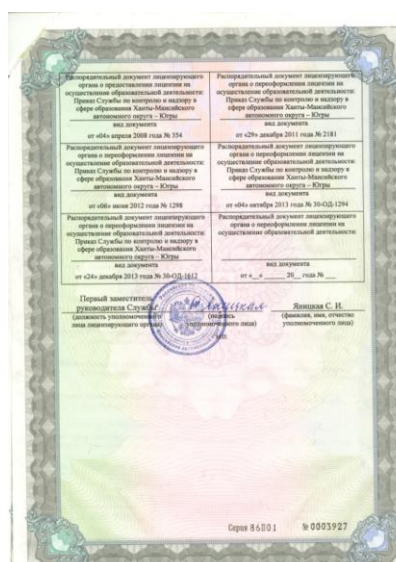 Распорядительный документ лицензирующего
органа о предоставлении лицензии на
осуществление образовательной деятельности:
Приказ Службы по контролю и надзору в
сфере образования Ханты-Мансийского
автономного округа – Югры
вид документа
от «04» апреля 2008 года № 354
Распорядительный документ лицензирующего
органа о переоформлении лицензии на
осуществление образовательной деятельности:
Приказ Службы по контролю и надзору в
сфере образования Ханты-Мансийского
автономного округа – Югры
вид документа
от «29» декабря 2011 года № 2181
Распорядительный документ лицензирующего
органа о переоформлении лицензии на
осуществление образовательной деятельности:
Приказ Службы по контролю и надзору в
сфере образования Ханты-Мансийского
автономного округа – Югры
вид документа
от «06» июня 2012 года № 1298
Распорядительный документ лицензирующего
органа о переоформлении лицензии на
осуществление образовательной деятельности:
Приказ Службы по контролю и надзору в
сфере образования Ханты-Мансийского
автономного округа – Югры
вид документа
от «04» октября 2013 года № 30-ОД-1294
Распорядительный документ лицензирующего
органа о переоформлении лицензии на
осуществление образовательной деятельности:
Приказ Службы по контролю и надзору в
сфере образования Ханты-Мансийского
автономного округа – Югры
вид документа
от «24» декабря 2013 года № 30-ОД-1612
Распорядительный документ лицензирующего
органа о переоформлении лицензии на
осуществление образовательной деятельности:
вид документа
от «__» ____ 20__ года № ___
Первый заместитель
руководителя Службы
(должность уполномоченного
лица лицензирующего органа)
(подпись
уполномоченного лица)
Яницкая С. И.
(фамилия, имя, отчество
уполномоченного лица)
Серия 86Л01 № 0003927